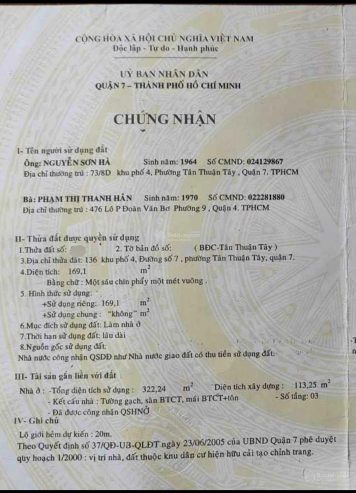 CỘNG HÒA XÃ HỘI CHỦ NGHĨA VIỆT NAM
Độc lập - Tự do - Hạnh phúc
UỶ BAN NHÂN DÂN
QUẬN 7 – THÀNH PHỐ HỒ CHÍ MINH
CHỨNG NHẬN
I- Tên người sử dụng đất
Ông: NGUYỄN SƠN HÀ Sinh năm: 1964 Số CMND: 024129867
Địa chỉ thường trú : 73/8D khu phố 4, Phường Tân Thuận Tây , Quận 7. TPHCM
Bà: PHẠM THỊ THANH HÂN Sinh năm: 1970 Số CMND: 022281880
Địa chỉ thường trú : 476 Lô P Đoàn Văn Bơ Phường 9 , Quận 4. TPHCM
II- Thửa đất được quyền sử dụng
1.Thửa đất số: 2. Tờ bản đồ số: ( BĐC-Tân Thuận Tây )
3.Địa chỉ thửa đất: 136 khu phố 4, Đường số 7 , phường Tân Thuận Tây, quận 7.
4.Diện tích: 169,1 m2
Bằng chữ : Một sáu chín phẩy một mét vuông .
5. Hình thức sử dụng:
+Sử dụng riêng: 169,1 m2
+Sử dụng chung : "không" m2
6.Mục đích sử dụng đất: Làm nhà ở
7.Thời hạn sử dụng đất: lâu dài
8.Nguồn gốc sử dụng đất:
Nhà nước công nhận QSDĐ như Nhà nước giao đất có thu tiền sử dụng đất.
III- Tài sản gắn liền với đất
Nhà ở : -Tổng diện tích sử dụng : 322,24 m2 Diện tích xây dựng : 113,25 m2
- Kết cấu nhà : Tường gạch, sàn BTCT, mái BTCT+tôn - Số tầng: 03
- Đã được công nhận QSHNỞ
IV- Ghi chú
Lộ giới hẻm dự kiến : 20m.
Theo Quyết định số 37/QĐ-UB-QLĐT ngày 23/06/2005 của UBND Quận 7 phê duyệt
quy hoạch 1/2000 : vị trí nhà, đất thuộc khu dân cư hiện hữu cải tạo chỉnh trang.